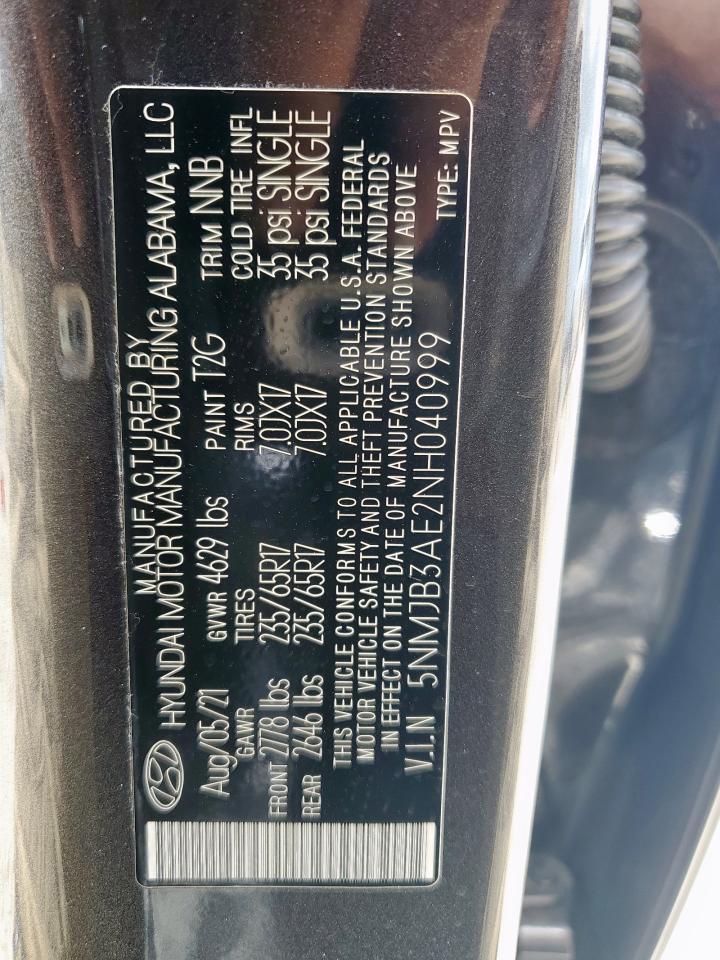 MANUFACTURED BY
HYUNDAI MOTOR MANUFACTURING ALABAMA, LLC
Aug/05/21 GVWR 4629 lbs PAINT T2G TRIM NNB
GAWR TIRES RIMS COLD TIRE INFL
FRONT 2778 lbs 235/65R17 7.0JX17 35 psi SINGLE
REAR 2646 lbs 235/65R17 7.0JX17 35 psi SINGLE
THIS VEHICLE CONFORMS TO ALL APPLICABLE U.S.A. FEDERAL
MOTOR VEHICLE SAFETY AND THEFT PREVENTION STANDARDS
IN EFFECT ON THE DATE OF MANUFACTURE SHOWN ABOVE
V.I.N 5NMJB3AE2NH040999 TYPE: MPV